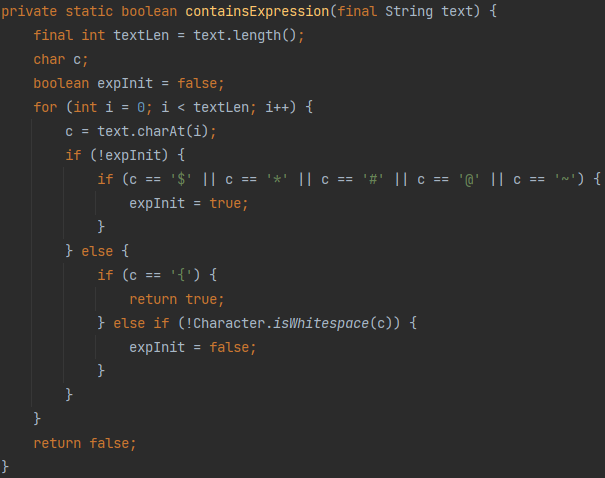 private static boolean containsExpression(final String text) {
    final int textLen = text.length();
    char c;
    boolean expInit = false;
    for (int i = 0; i < textLen; i++) {
        c = text.charAt(i);
        if (!expInit) {
            if (c == '$' || c == '*' || c == '#' || c == '@' || c == '~') {
                expInit = true;
            }
        } else {
            if (c == '{') {
                return true;
            } else if (!Character.isWhitespace(c)) {
                expInit = false;
            }
        }
    }
    return false;
}